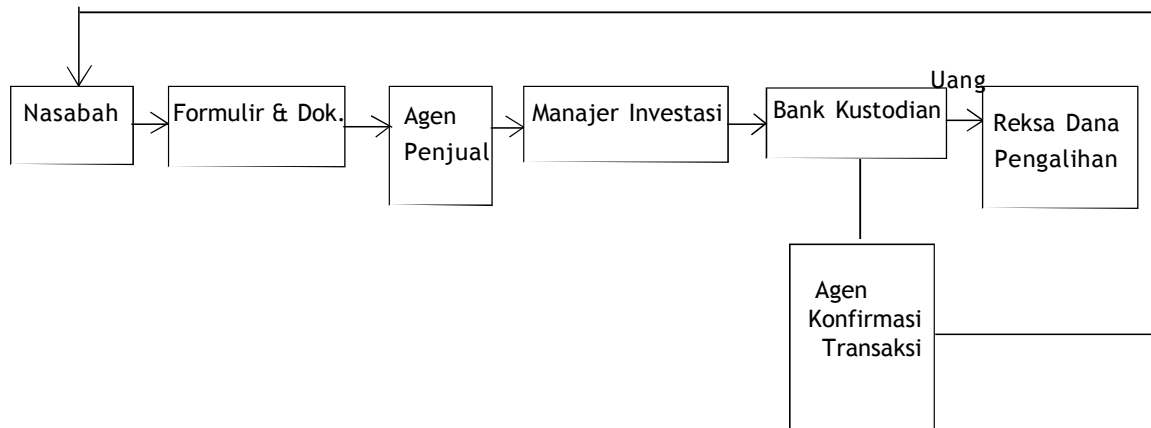 Uang
Nasabah
Formulir & Dok.
Agen
Penjual
Manajer Investasi
Bank Kustodian
Reksa Dana
Pengalihan
Agen
Konfirmasi
Transaksi